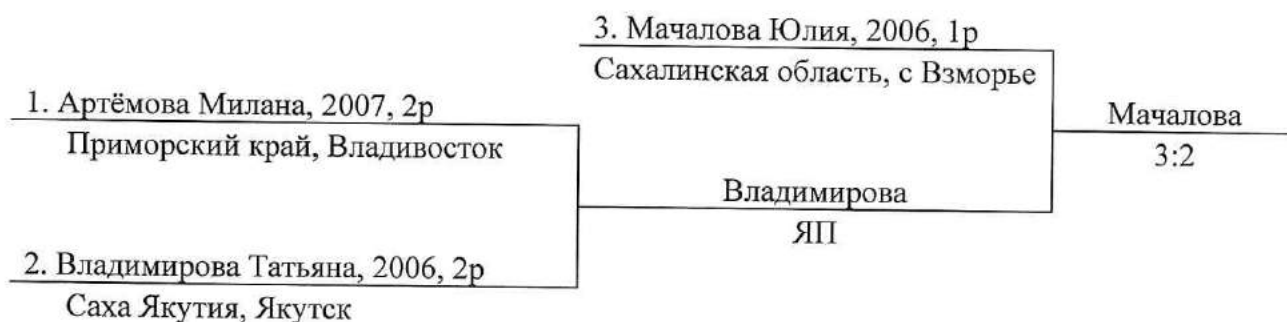 3. Мачалова Юлия, 2006, 1р
Сахалинская область, с Взморье
1. Артёмова Милана, 2007, 2р
Приморский край, Владивосток
Мачалова
3:2
Владимирова
ЯП
2. Владимирова Татьяна, 2006, 2р
Саха Якутия, Якутск